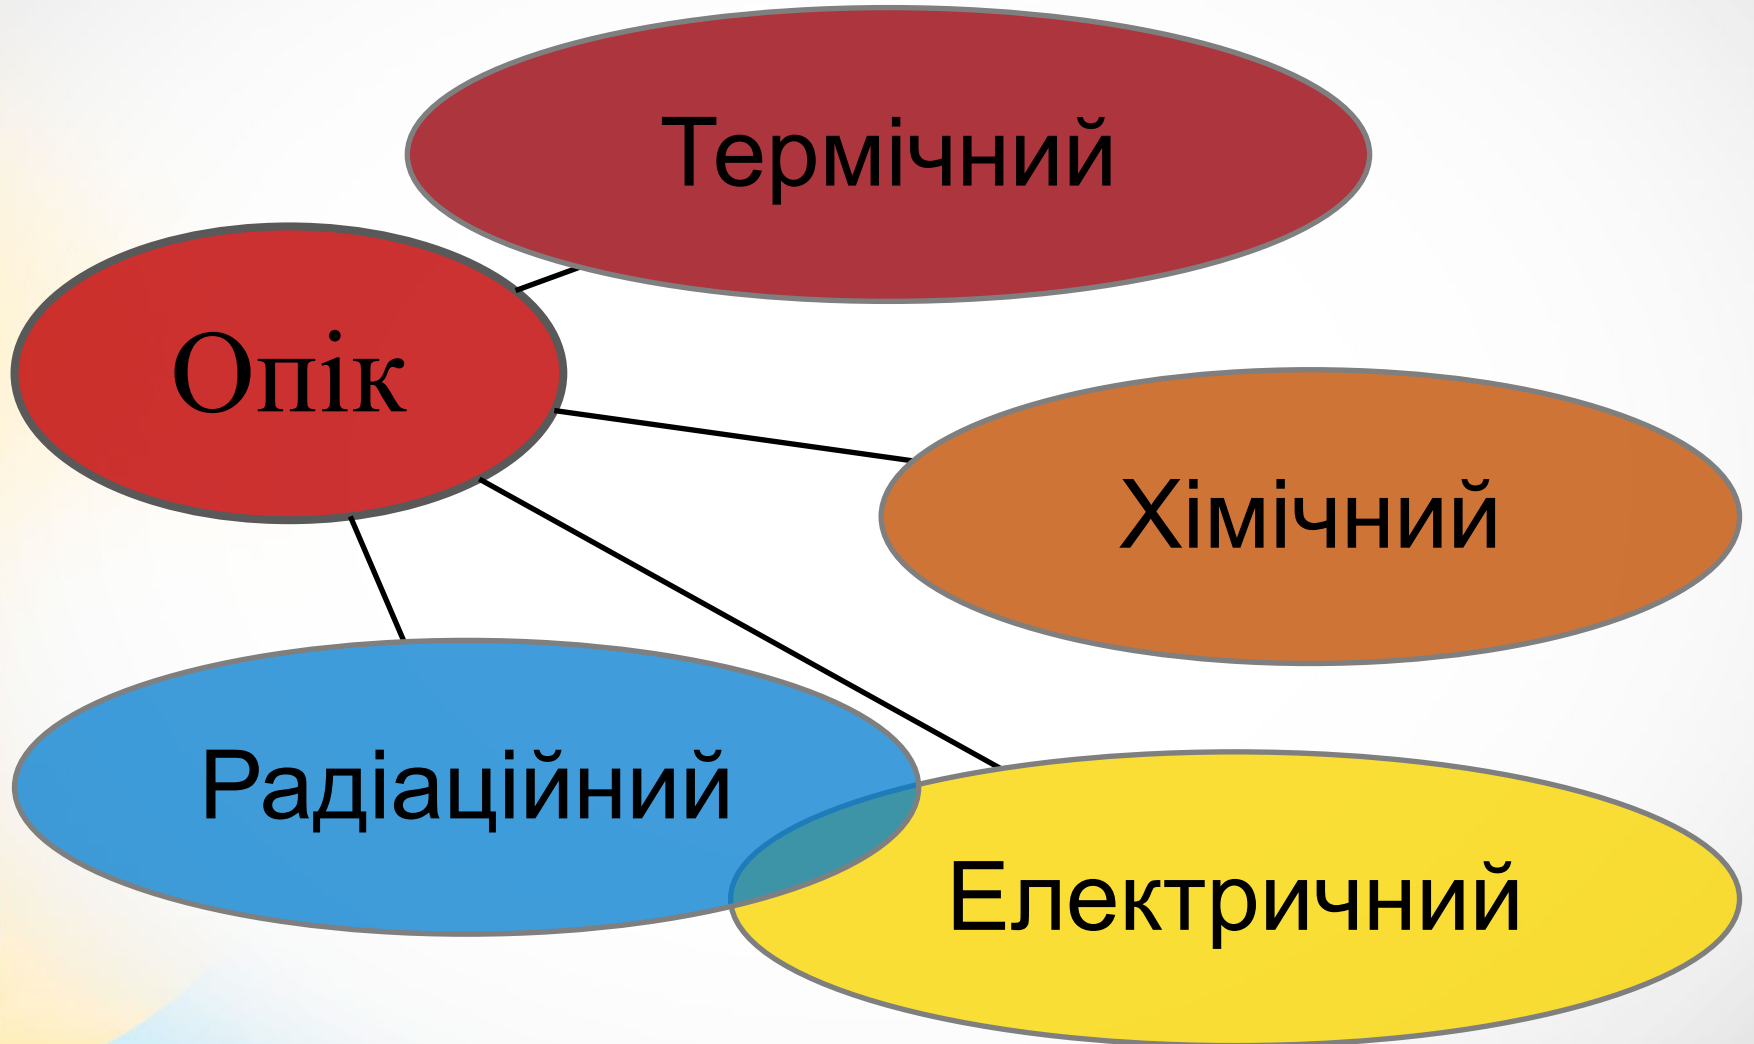 Термічний
Опік
Хімічний
Радіаційний
Електричний